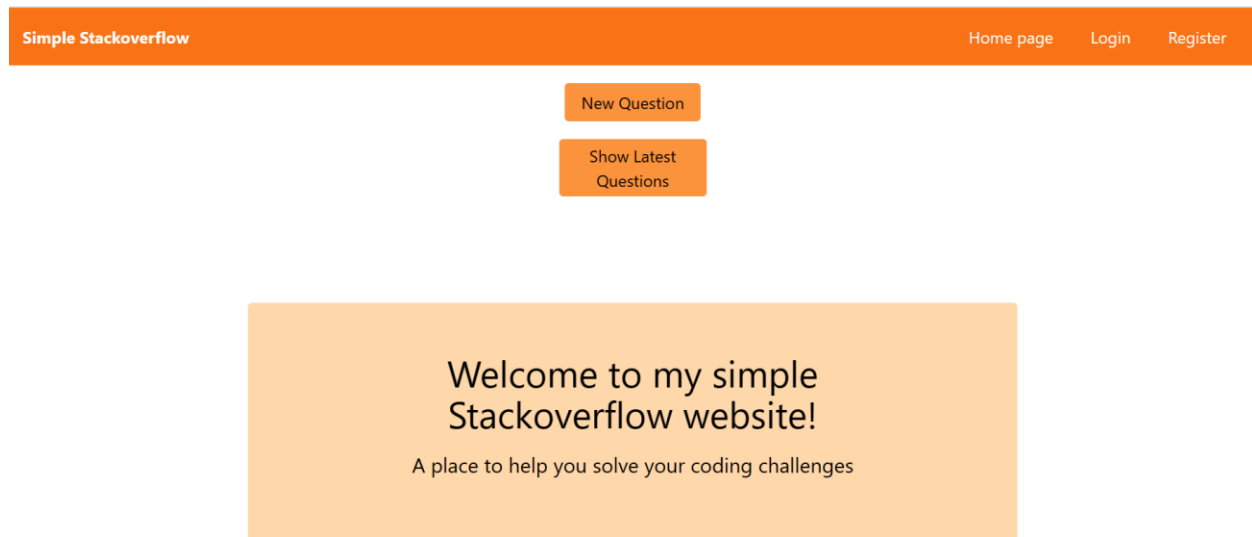 Simple Stackoverflow
Home page
Login
Register
New Question
Show Latest
Questions
Welcome to my simple
Stackoverflow website!
A place to help you solve your coding challenges